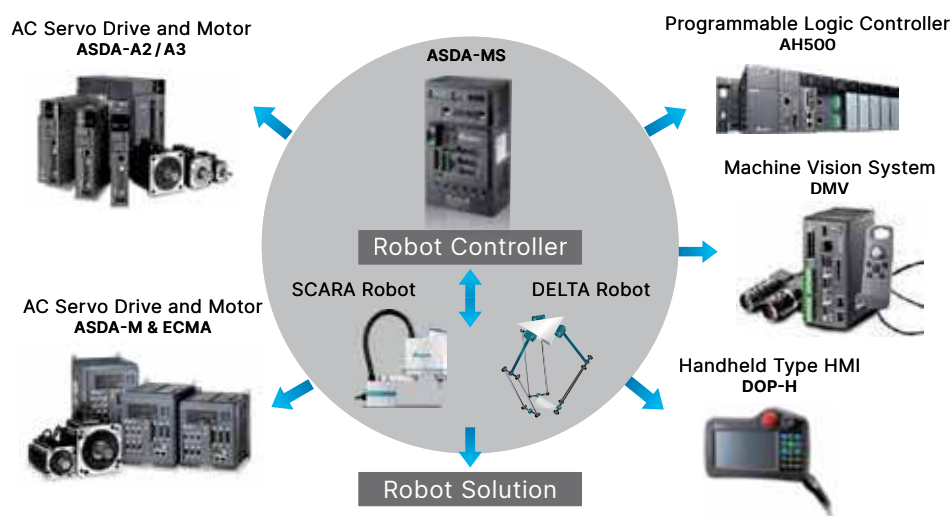 AC Servo Drive and Motor
ASDA-A2 / A3
ASDA-MS
Programmable Logic Controller
AH500
Machine Vision System
DMV
Robot Controller
SCARA Robot
DELTA Robot
AC Servo Drive and Motor
ASDA-M & ECMA
Handheld Type HMI
DOP-H
Robot Solution